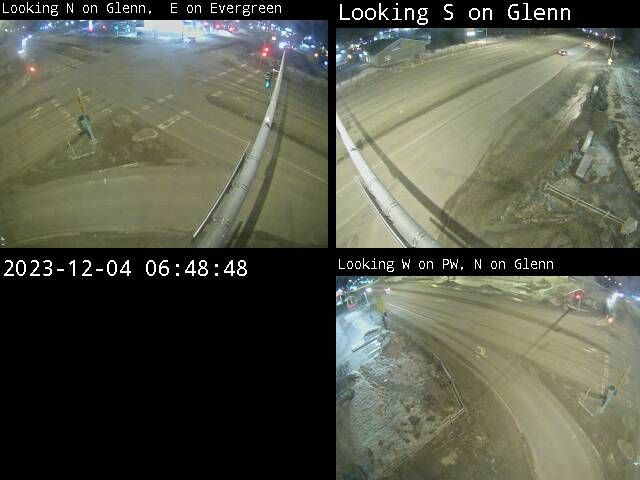 Looking N on Glenn,  E on Evergreen
Looking S on Glenn
2023-12-04 06:48:48
Looking W on PW, N on Glenn